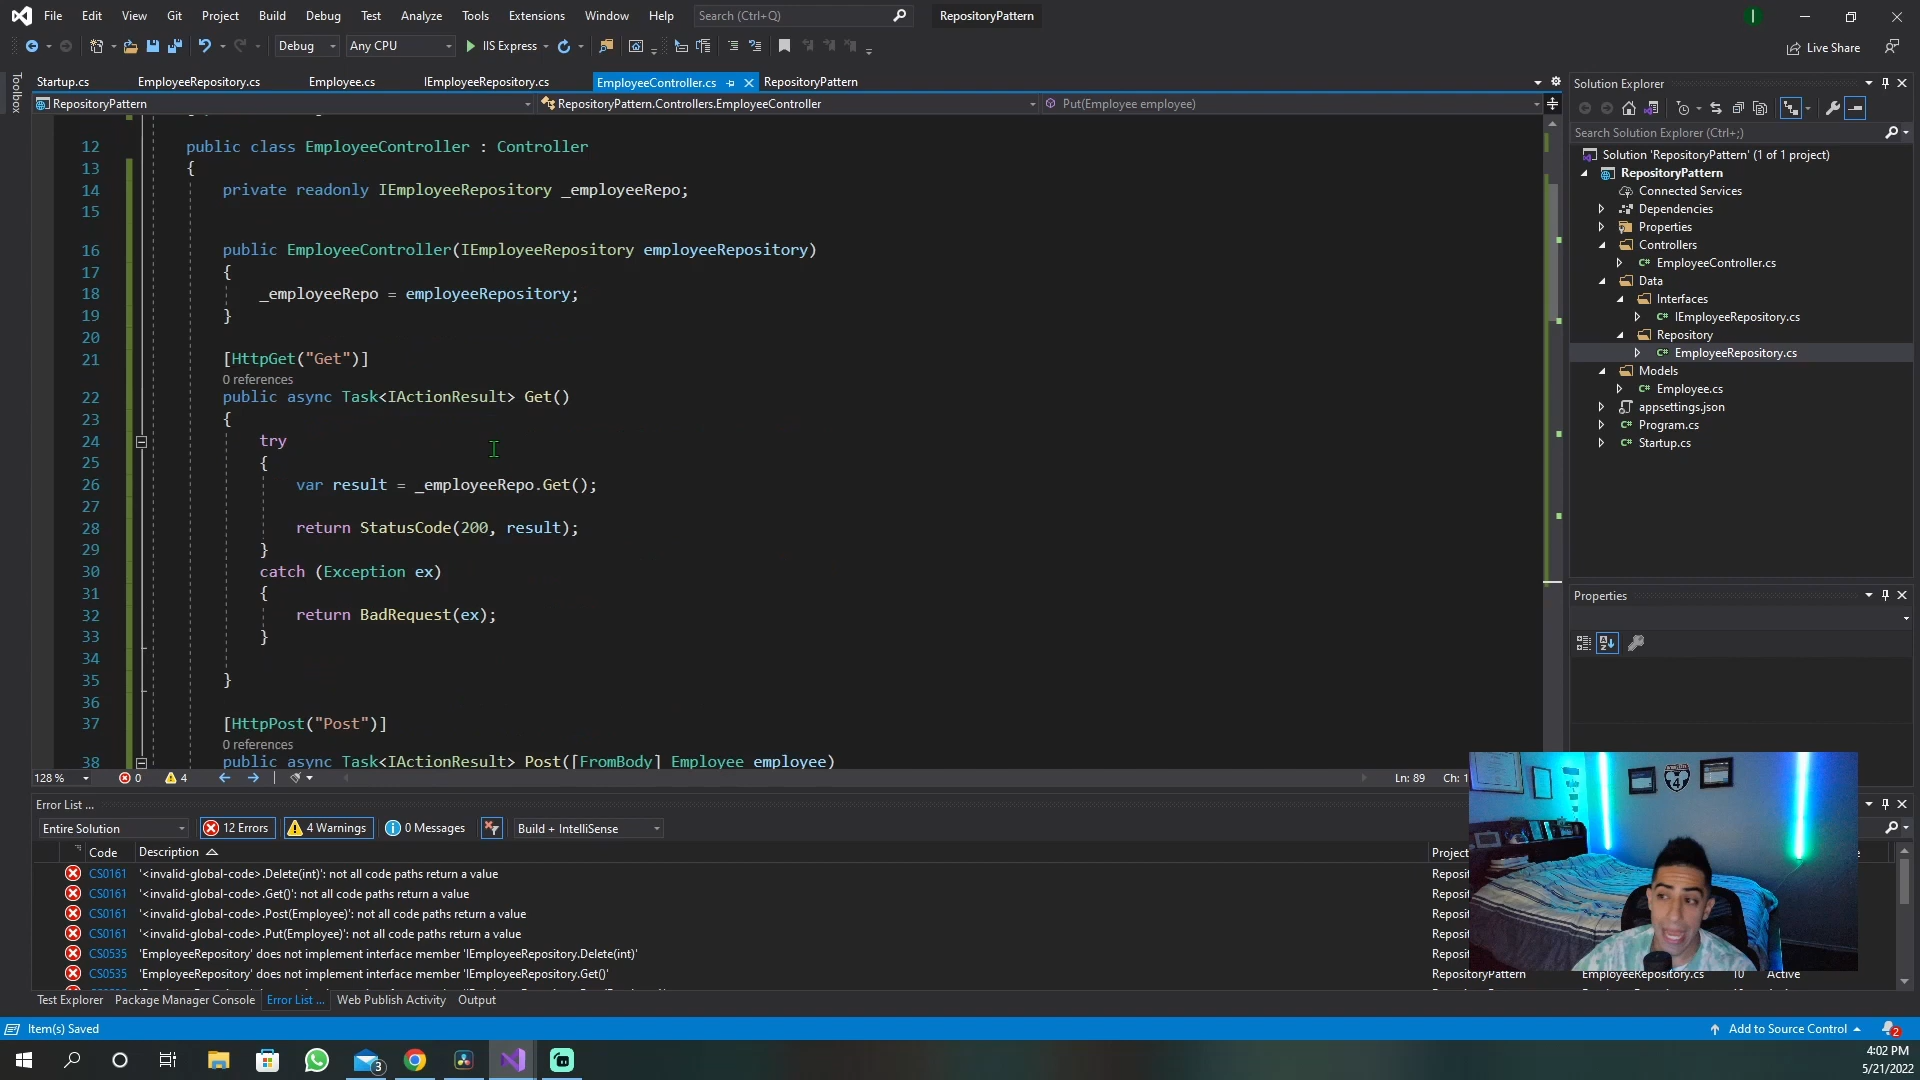 File Edit View Git Project Build Debug Test Analyze Tools Extensions Window Help Search (Ctrl+Q) RepositoryPattern
Debug Any CPU IIS Express Live Share
Toolbox
Startup.cs EmployeeRepository.cs Employee.cs IEmployeeRepository.cs EmployeeController.cs RepositoryPattern
RepositoryPattern RepositoryPattern.Controllers.EmployeeController Put(Employee employee)
12 public class EmployeeController : Controller
13 {
14 private readonly IEmployeeRepository _employeeRepo;
15
16 public EmployeeController(IEmployeeRepository employeeRepository)
17 {
18 _employeeRepo = employeeRepository;
19 }
20
21 [HttpGet("Get")]
0 references
22 public async Task<IActionResult> Get()
23 {
24 try
25 {
26 var result = _employeeRepo.Get();
27
28 return StatusCode(200, result);
29 }
30 catch (Exception ex)
31 {
32 return BadRequest(ex);
33 }
34
35 }
36
37 [HttpPost("Post")]
0 references
38 public async Task<IActionResult> Post([FromBody] Employee employee)
128 % 0 4 Ln: 89 Ch: 1
Solution Explorer
Search Solution Explorer (Ctrl+;)
Solution 'RepositoryPattern' (1 of 1 project)
RepositoryPattern
Connected Services
Dependencies
Properties
Controllers
C# EmployeeController.cs
Data
Interfaces
C# IEmployeeRepository.cs
Repository
C# EmployeeRepository.cs
Models
C# Employee.cs
appsettings.json
C# Program.cs
C# Startup.cs
Properties
Error List ...
Entire Solution 12 Errors 4 Warnings 0 Messages Build + IntelliSense
Code Description Project
CS0161 '<invalid-global-code>.Delete(int)': not all code paths return a value Reposit
CS0161 '<invalid-global-code>.Get()': not all code paths return a value Reposit
CS0161 '<invalid-global-code>.Post(Employee)': not all code paths return a value Reposit
CS0161 '<invalid-global-code>.Put(Employee)': not all code paths return a value Reposit
CS0535 'EmployeeRepository' does not implement interface member 'IEmployeeRepository.Delete(int)' Reposit
CS0535 'EmployeeRepository' does not implement interface member 'IEmployeeRepository.Get()' RepositoryPattern EmployeeRepository.cs 10 Active
Test Explorer Package Manager Console Error List ... Web Publish Activity Output
Item(s) Saved Add to Source Control 2
3
4:02 PM
5/21/2022
4